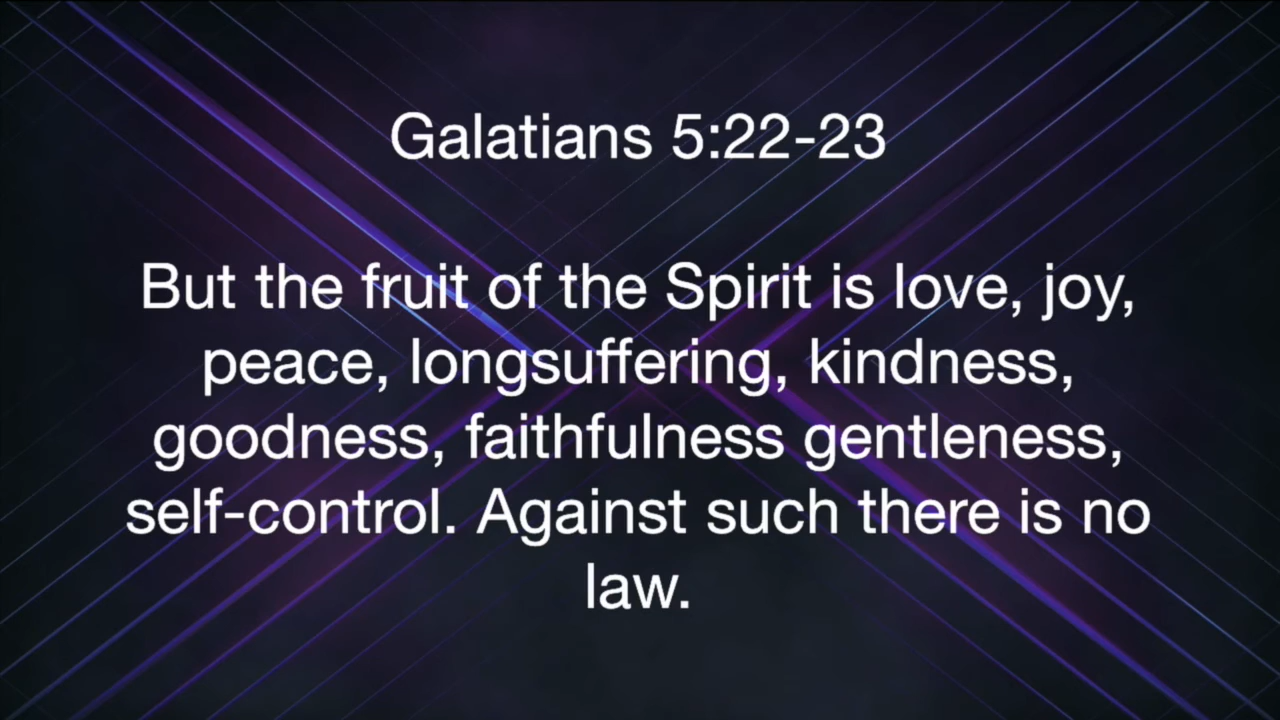 Galatians 5:22-23
But the fruit of the Spirit is love, joy,
peace, longsuffering, kindness,
goodness, faithfulness gentleness,
self-control. Against such there is no
law.